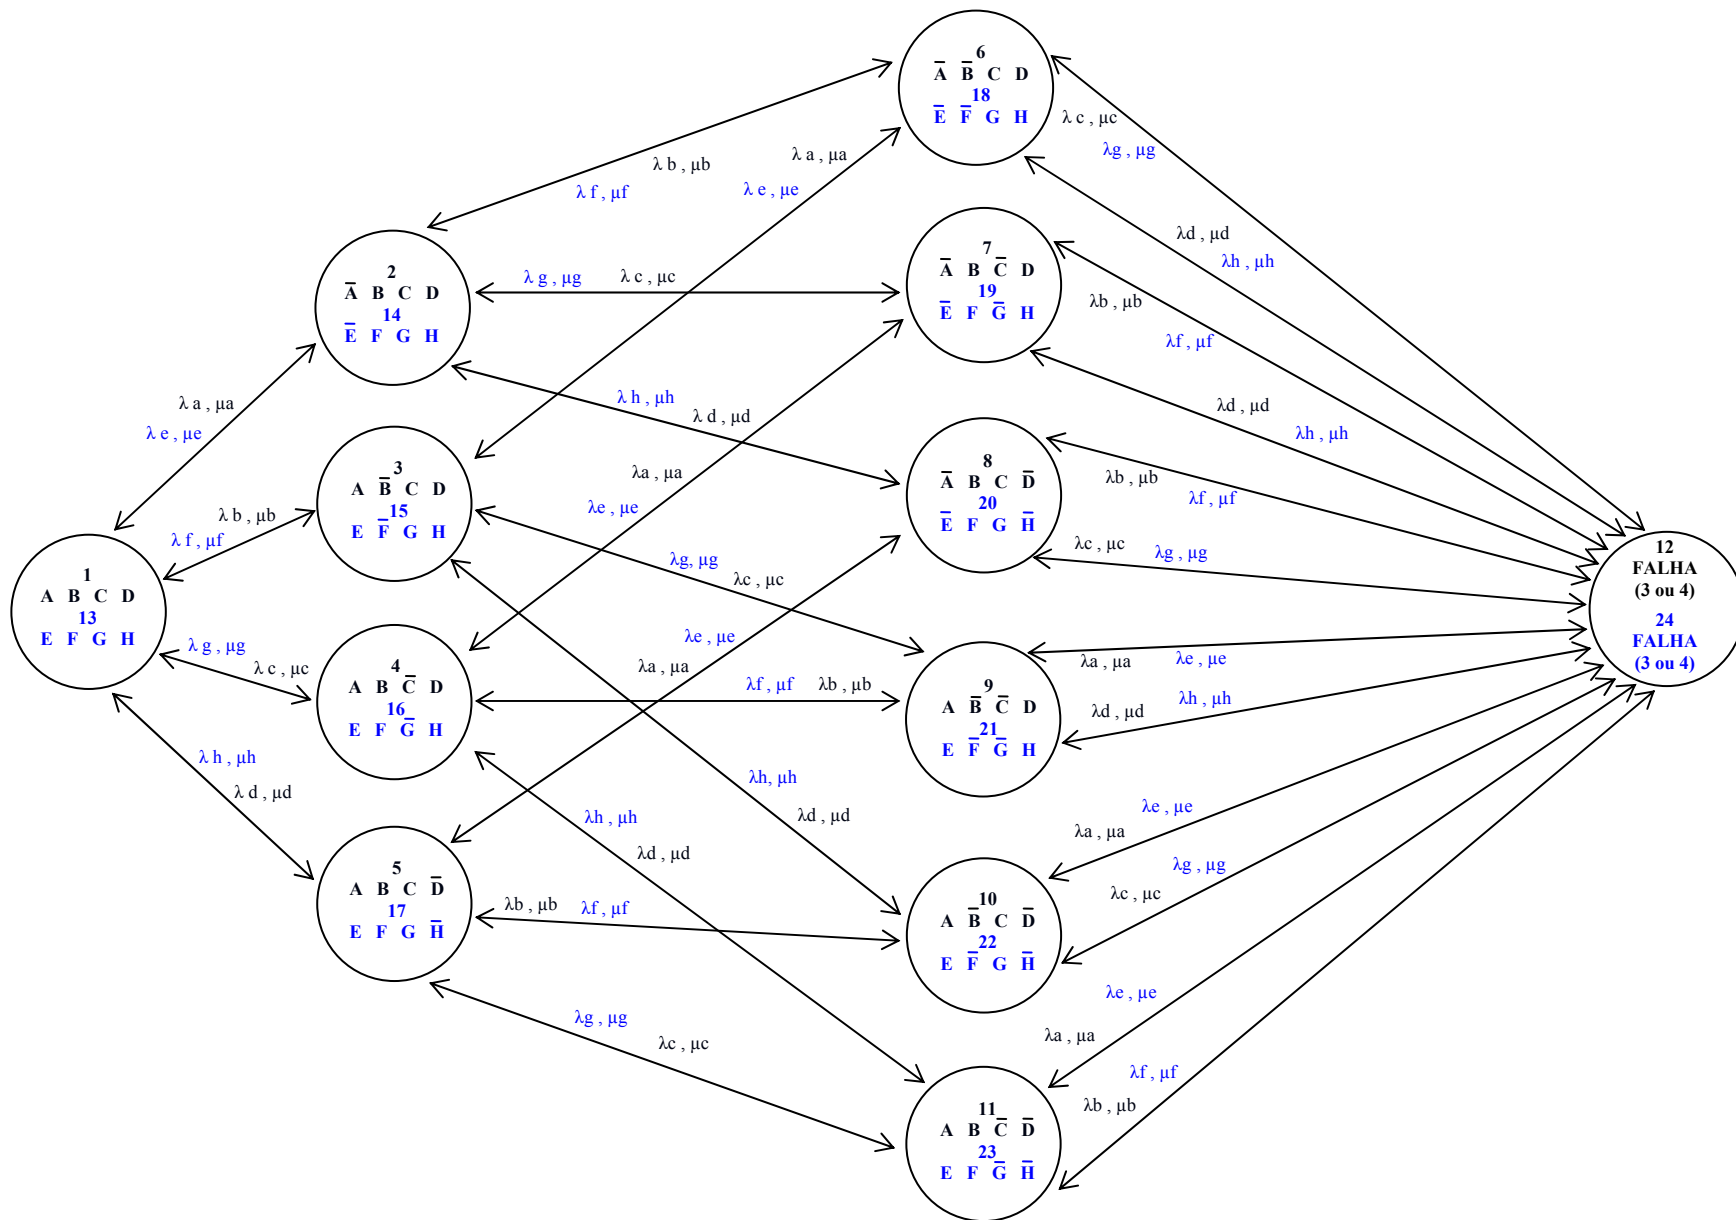 6
A̅ B̅ C D
18
E̅ F̅ G H
λ c , μc
λg , μg
λ b , μb
λ f , μf
λ a , μa
λ e , μe
λd , μd
λh , μh
2
A̅ B C D
14
E̅ F G H
λ g , μg
λ c , μc
7
A̅ B C̅ D
19
E̅ F G̅ H
λb , μb
λf , μf
λ a , μa
λ e , μe
λ h , μh
λ d , μd
λd , μd
λh , μh
3
A B̅ C D
15
E F̅ G H
λa , μa
λe , μe
8
A̅ B C D̅
20
E̅ F G H̅
λb , μb
λf , μf
λ b , μb
λ f , μf
λg, μg
λc , μc
λc , μc
λg , μg
1
A B C D
13
E F G H
12
FALHA
(3 ou 4)
24
FALHA
(3 ou 4)
λ g , μg
λ c , μc
4
A B C̅ D
16
E F G̅ H
λe , μe
λa , μa
λf , μf
λb , μb
9
A B̅ C̅ D
21
E F̅ G̅ H
λa , μa
λe , μe
λd , μd
λh , μh
λ h , μh
λ d , μd
λh, μh
λd , μd
λh , μh
λd , μd
5
A B C D̅
17
E F G H̅
λb , μb
λf , μf
10
A B̅ C D̅
22
E F̅ G H̅
λe , μe
λa , μa
λg , μg
λc , μc
λg , μg
λc , μc
λe , μe
λa , μa
11
A B C̅ D̅
23
E F G̅ H̅
λf , μf
λb , μb